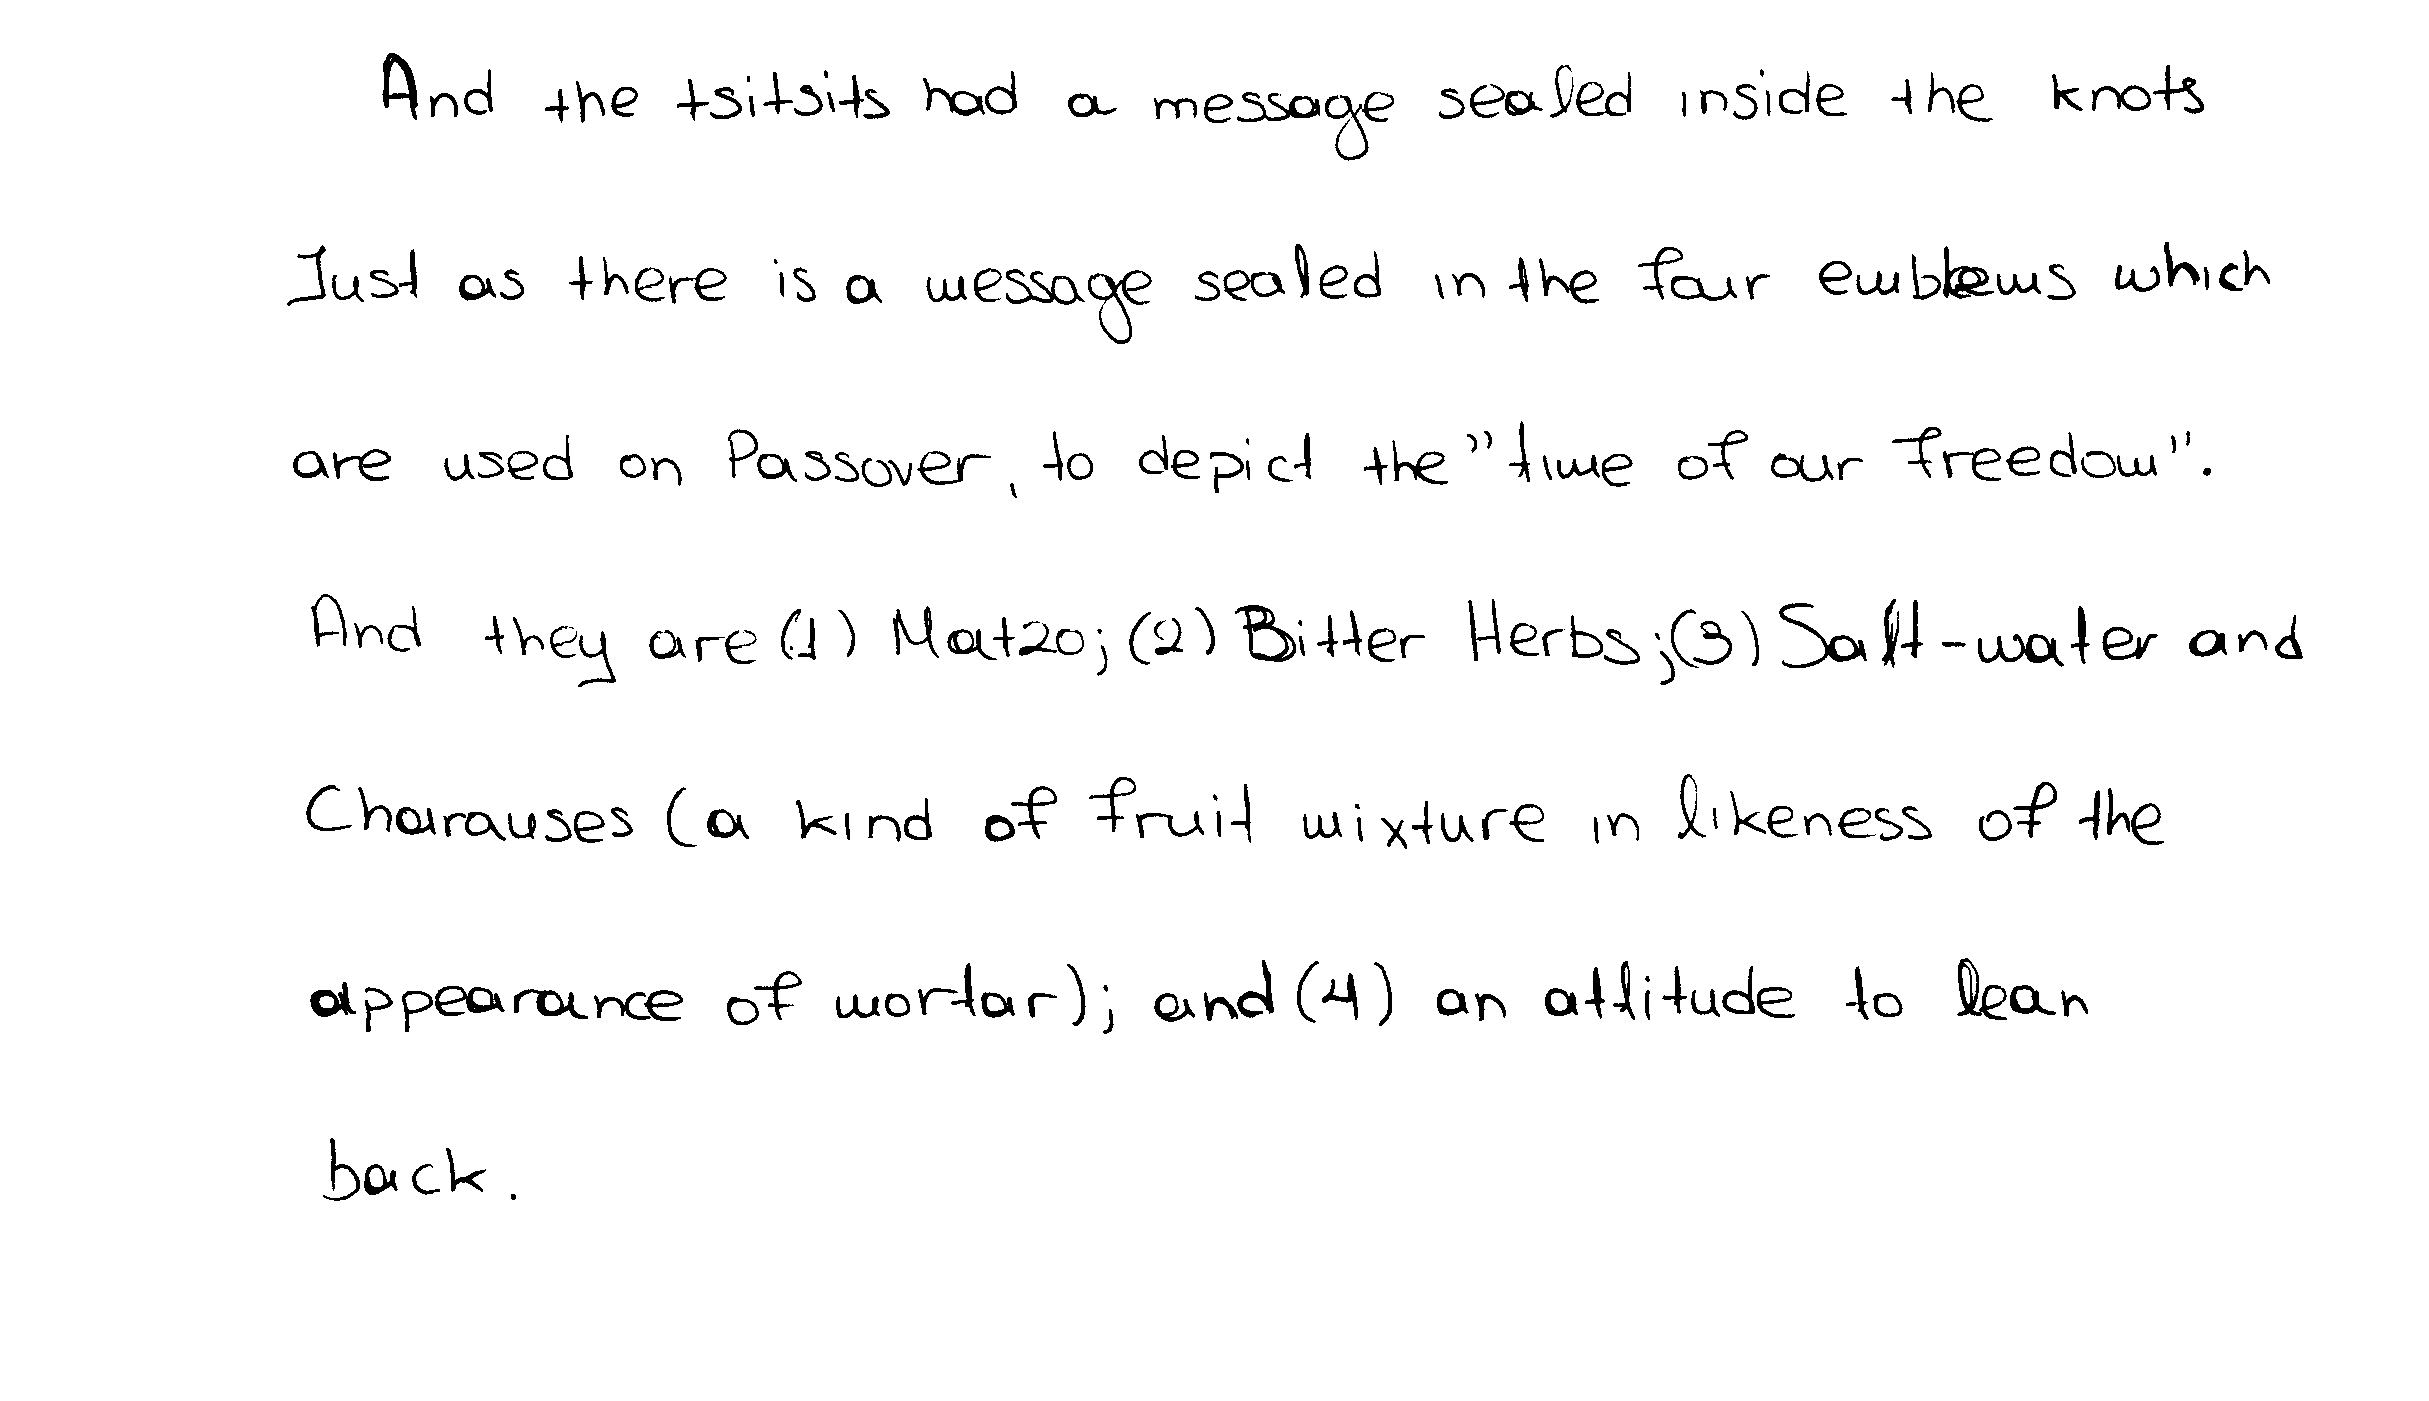 And the tsitsits had a message sealed inside the knots
Just as there is a message sealed in the four emblems which
are used on Passover, to depict the "time of our freedom".
And they are (1) Matzo; (2) Bitter Herbs; (3) Salt-water and
Charauses (a kind of fruit mixture in likeness of the
appearance of mortar); and (4) an attitude to lean
back.